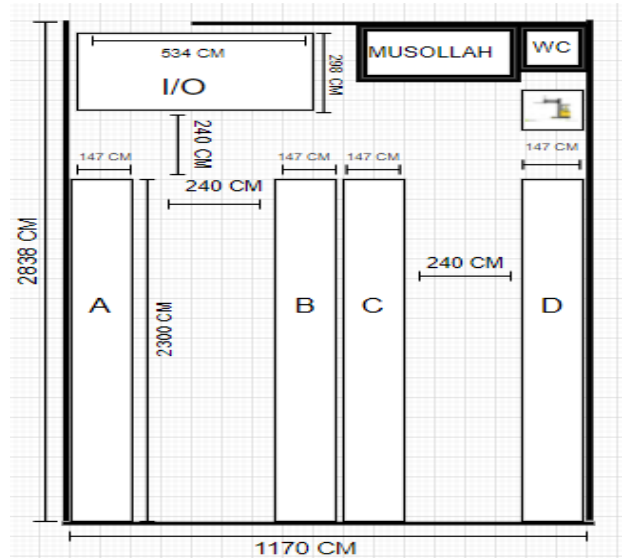 534 CM
I/O
298 CM
MUSOLLAH
WC
240 CM
147 CM
147 CM
147 CM
147 CM
240 CM
2838 CM
240 CM
A
B
C
D
2300 CM
1170 CM